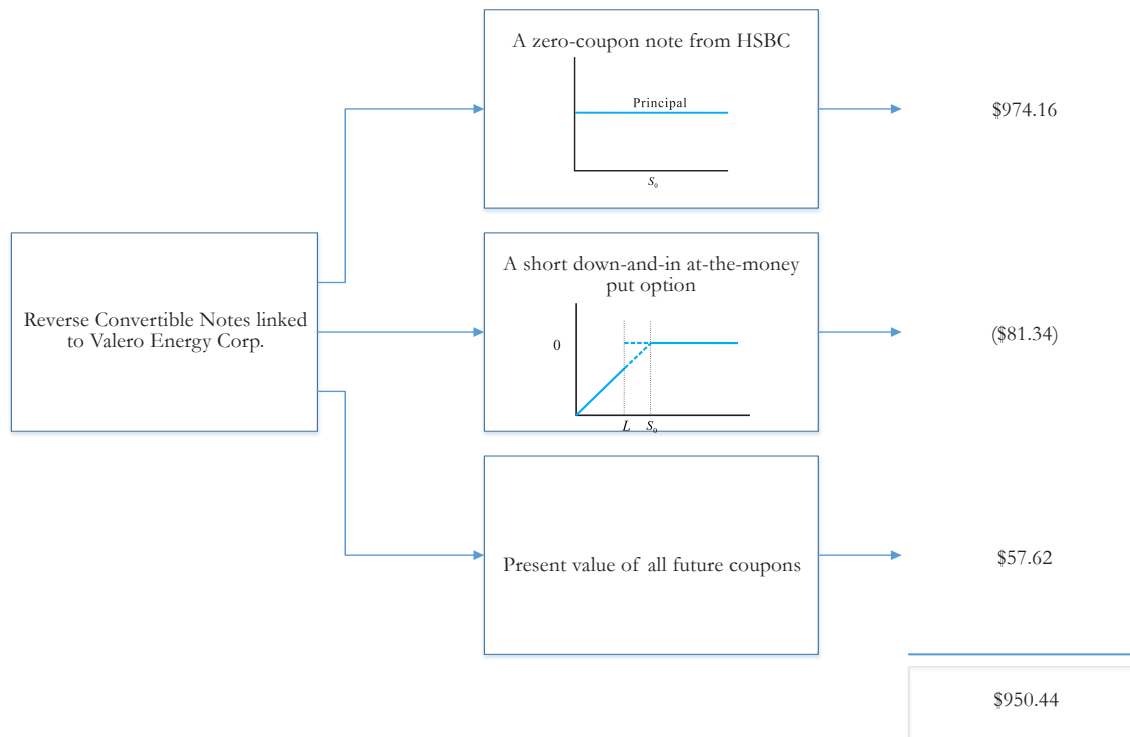 A zero-coupon note from HSBC
Principal
S₀
$974.16
Reverse Convertible Notes linked
to Valero Energy Corp.
A short down-and-in at-the-money
put option
0
L S₀
($81.34)
Present value of all future coupons
$57.62
$950.44